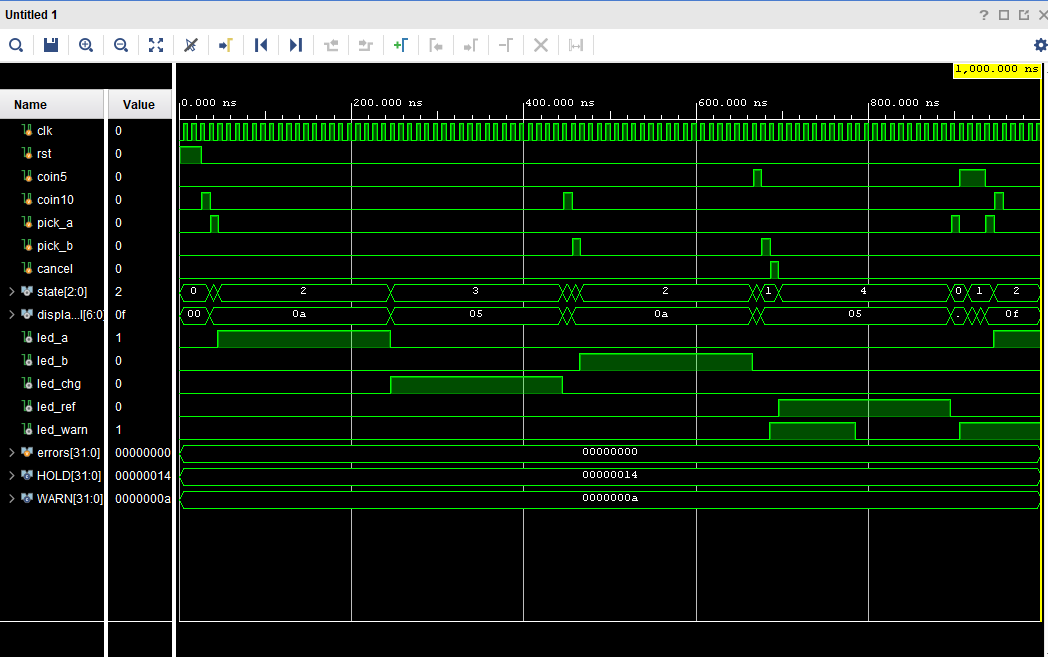 Untitled 1
? 
1,000.000 ns
Name Value
0.000 ns 200.000 ns 400.000 ns 600.000 ns 800.000 ns
clk 0
rst 0
coin5 0
coin10 0
pick_a 0
pick_b 0
cancel 0
state[2:0] 2 0 2 3 2 1 4 0 1 2
displa...l[6:0] 0f 00 0a 05 0a 05 . 0f
led_a 1
led_b 0
led_chg 0
led_ref 0
led_warn 1
errors[31:0] 00000000 00000000
HOLD[31:0] 00000014 00000014
WARN[31:0] 0000000a 0000000a